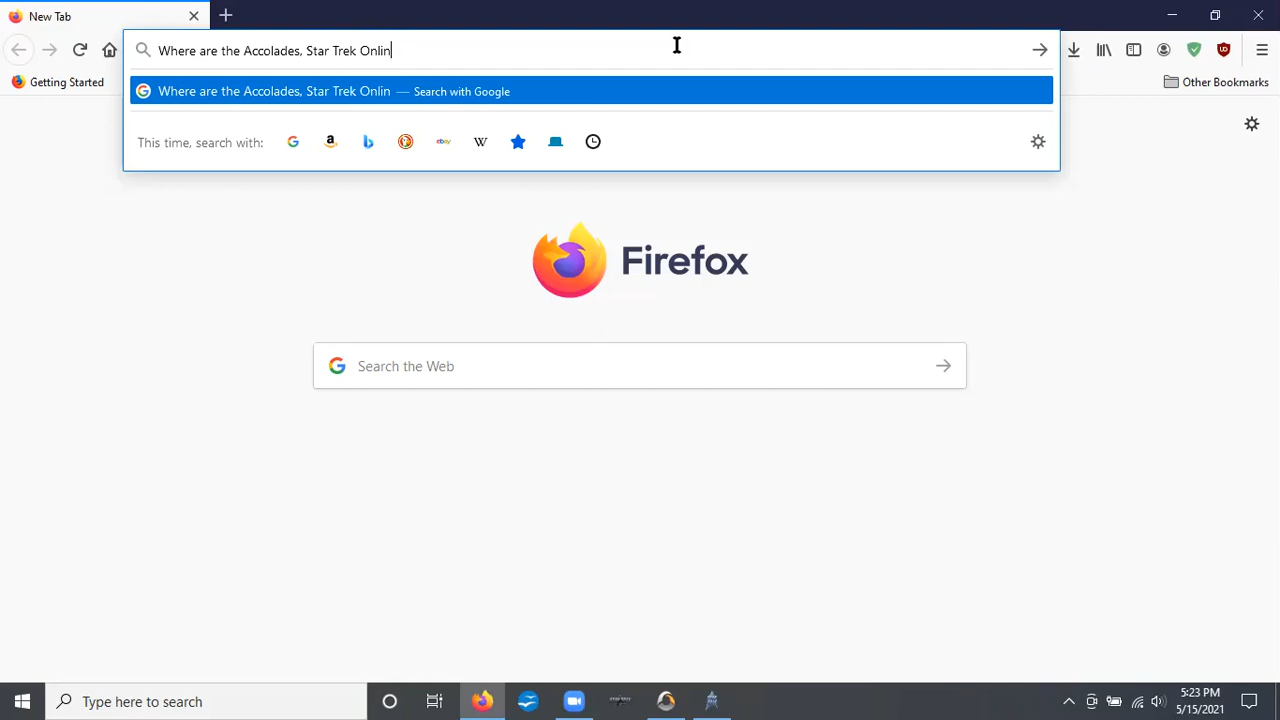 New Tab
Where are the Accolades, Star Trek Onlin
Getting Started
Other Bookmarks
Where are the Accolades, Star Trek Onlin — Search with Google
This time, search with:
Firefox
Search the Web
Type here to search
5:23 PM
5/15/2021